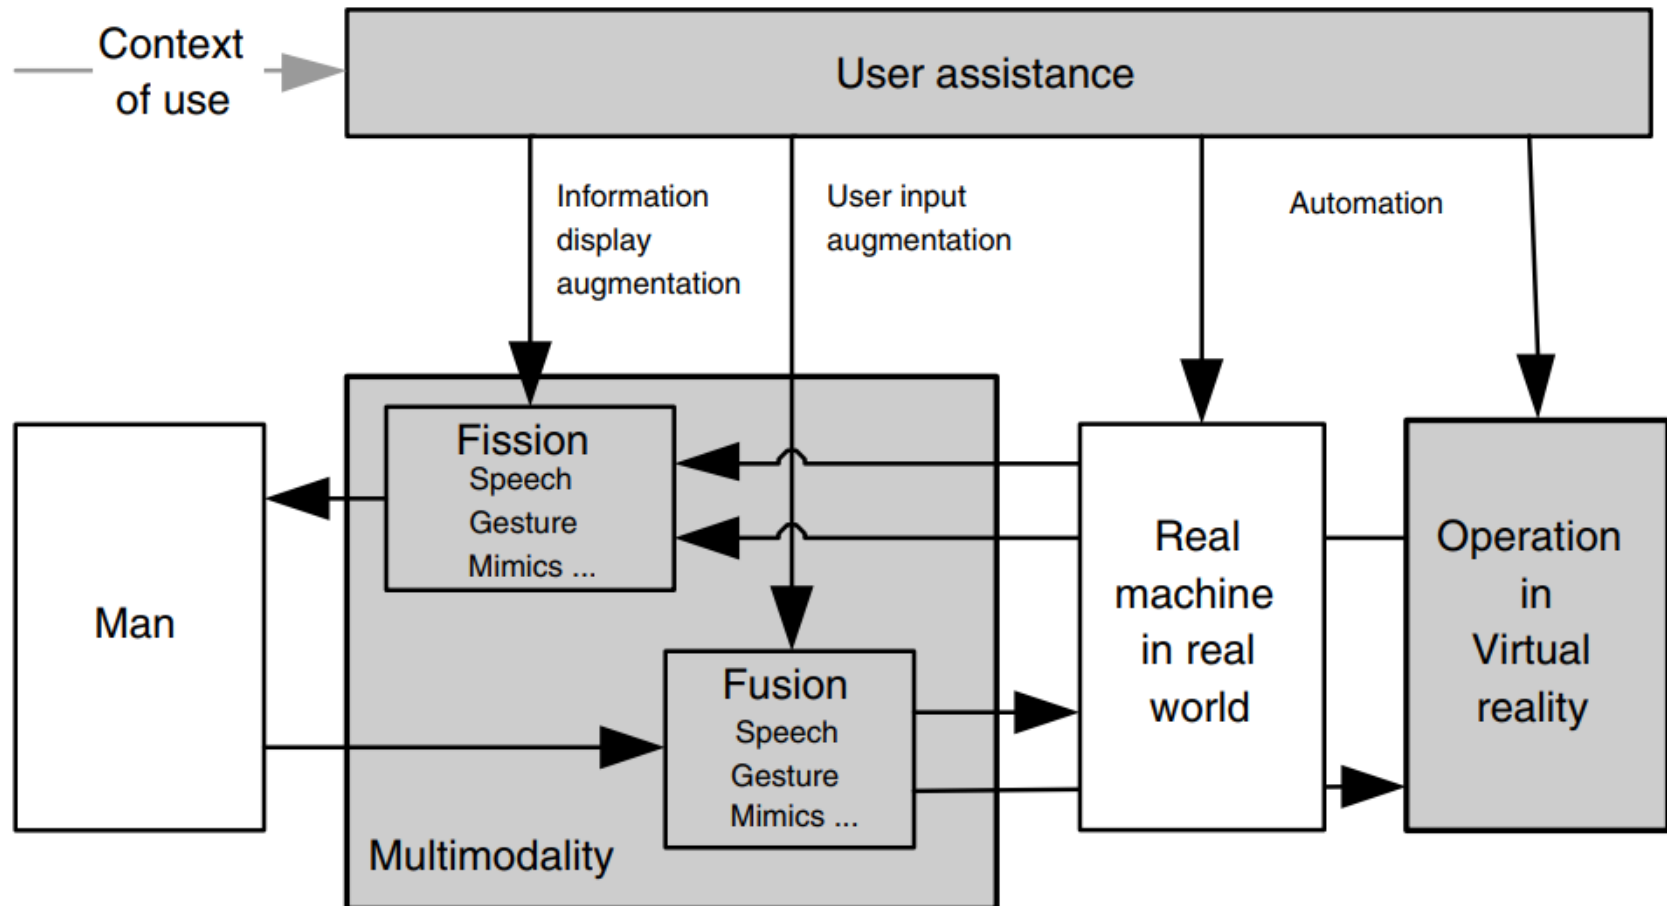 Context
of use
User assistance
Information
display
augmentation
User input
augmentation
Automation
Fission
Speech
Gesture
Mimics ...
Man
Fusion
Speech
Gesture
Mimics ...
Multimodality
Real
machine
in real
world
Operation
in
Virtual
reality